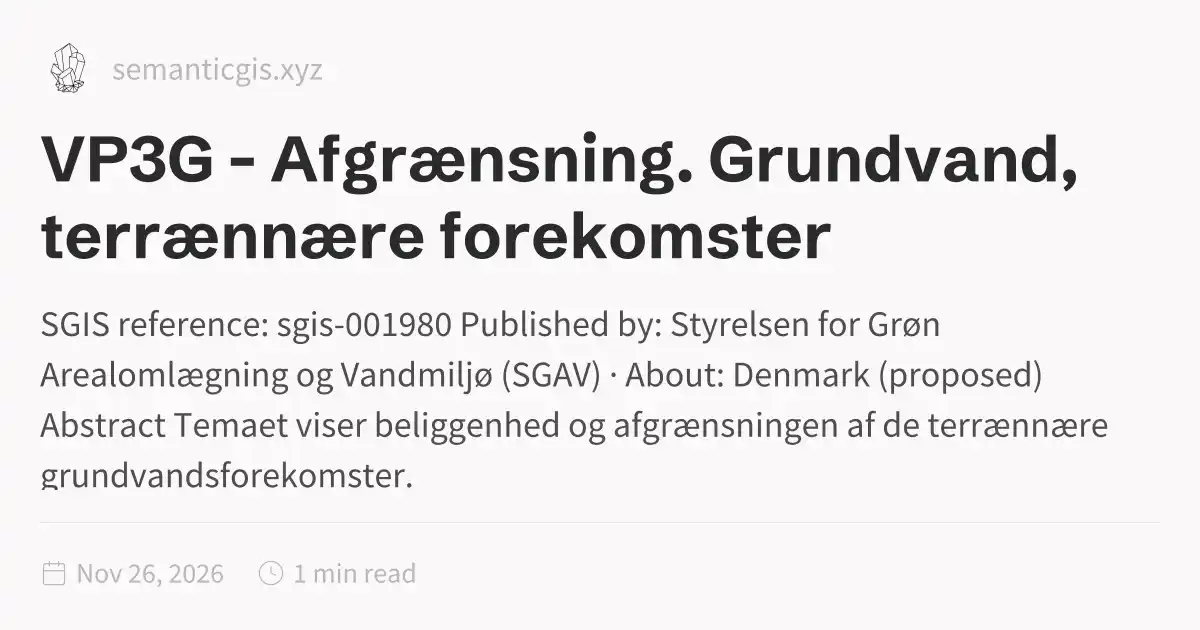 semanticgis.xyz
VP3G - Afgrænsning. Grundvand,
terrænnære forekomster
SGIS reference: sgis-001980 Published by: Styrelsen for Grøn
Arealomlægning og Vandmiljø (SGAV) · About: Denmark (proposed)
Abstract Temaet viser beliggenhed og afgrænsningen af de terrænnære
grundvandsforekomster.
Nov 26, 2026 1 min read